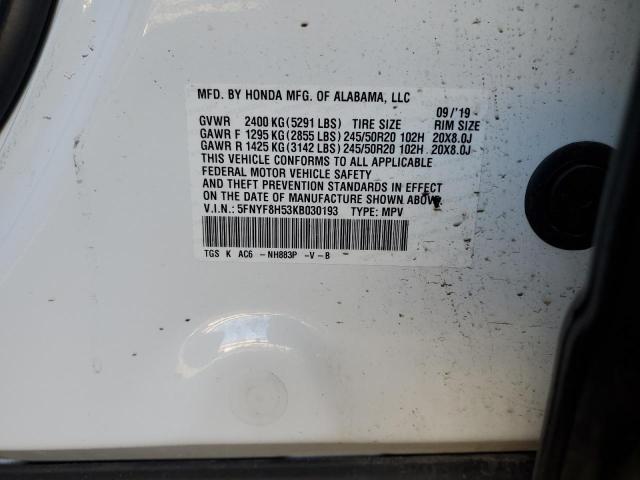 MFD. BY HONDA MFG. OF ALABAMA, LLC
09/'19
GVWR 2400 KG (5291 LBS) TIRE SIZE RIM SIZE
GAWR F 1295 KG (2855 LBS) 245/50R20 102H 20X8.0J
GAWR R 1425 KG (3142 LBS) 245/50R20 102H 20X8.0J
THIS VEHICLE CONFORMS TO ALL APPLICABLE
FEDERAL MOTOR VEHICLE SAFETY
AND THEFT PREVENTION STANDARDS IN EFFECT
ON THE DATE OF MANUFACTURE SHOWN ABOVE.
V.I.N.: 5FNYF8H53KB030193 TYPE: MPV
TGS K AC6 -NH883P -V-B